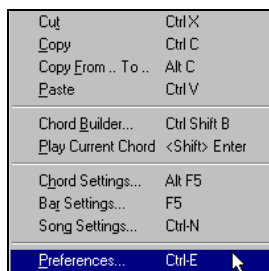 Cut Ctrl X
Copy Ctrl C
Copy From .. To .. Alt C
Paste Ctrl V
Chord Builder... Ctrl Shift B
Play Current Chord <Shift> Enter
Chord Settings... Alt F5
Bar Settings... F5
Song Settings... Ctrl-N
Preferences... Ctrl-E